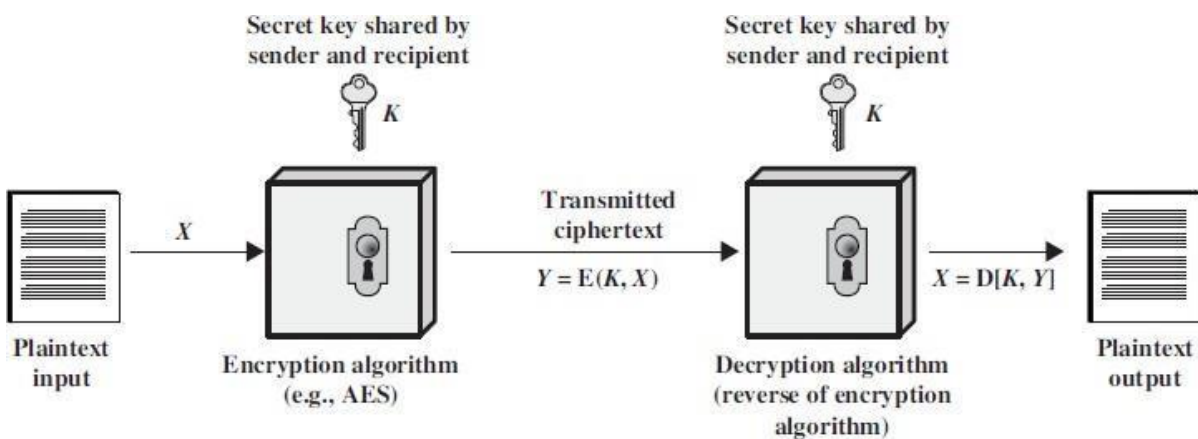 Secret key shared by
sender and recipient
K
Secret key shared by
sender and recipient
K
X
Transmitted
ciphertext
Y = E(K, X)
X = D[K, Y]
Plaintext
input
Encryption algorithm
(e.g., AES)
Decryption algorithm
(reverse of encryption
algorithm)
Plaintext
output